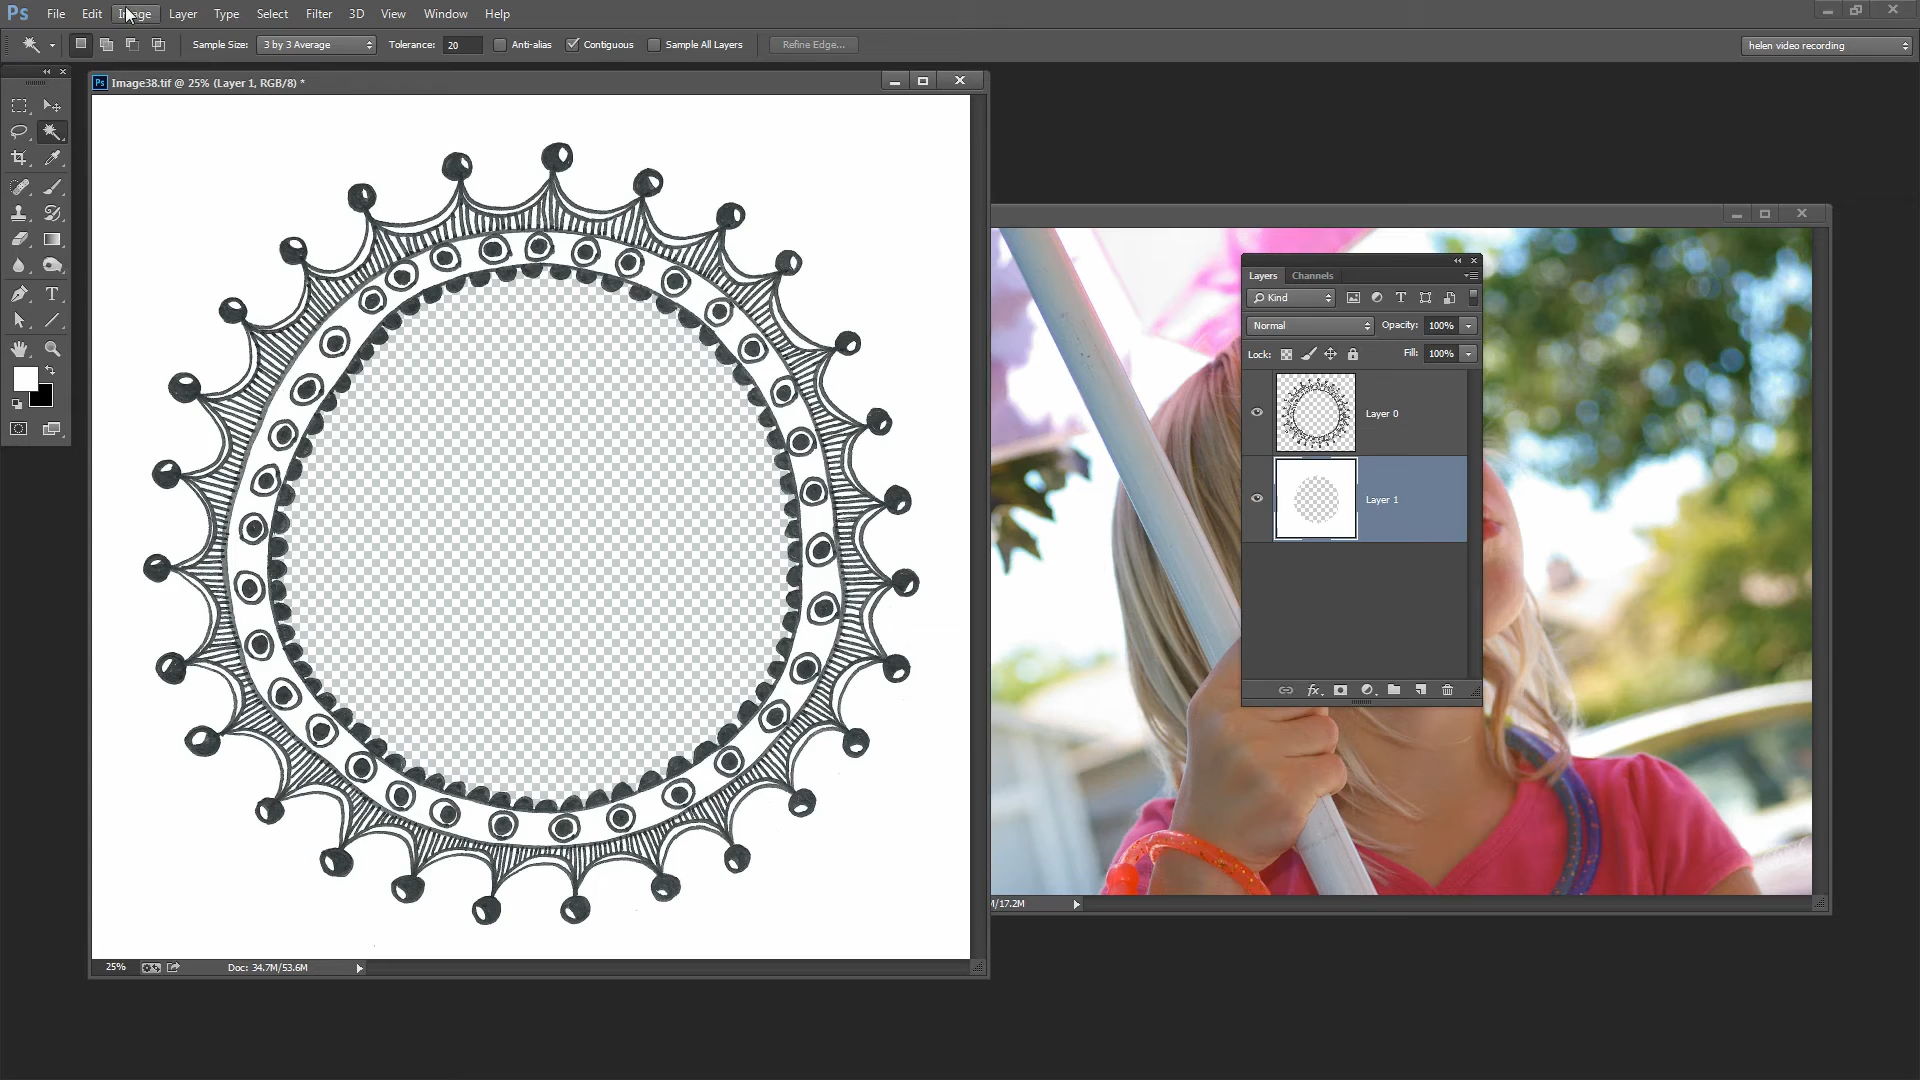 Ps File Edit Image Layer Type Select Filter 3D View Window Help
Sample Size: 3 by 3 Average Tolerance: 20 Anti-alias Contiguous Sample All Layers Refine Edge... helen video recording
Ps Image38.tif @ 25% (Layer 1, RGB/8) *
Layers Channels
Kind
Normal Opacity: 100%
Lock: Fill: 100%
Layer 0
Layer 1
fx
T
25% Doc: 34.7M/53.6M
M/17.2M